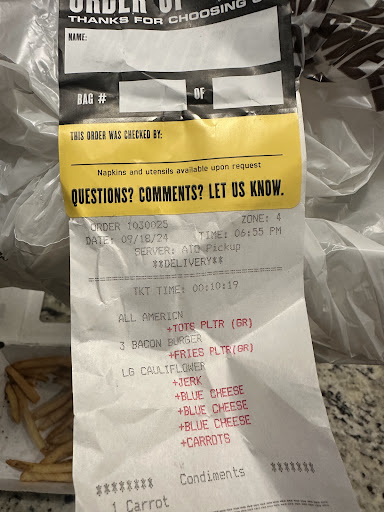 ORDER UP
THANKS FOR CHOOSING
NAME:
BAG # OF
THIS ORDER WAS CHECKED BY:
Napkins and utensils available upon request
QUESTIONS? COMMENTS? LET US KNOW.
ORDER 1030025 ZONE: 4
DATE: 09/18/24 TIME: 06:55 PM
SERVER: ATO Pickup
**DELIVERY**
TKT TIME: 00:10:19
ALL AMERICN
+TOTS PLTR (GR)
3 BACON BURGER
+FRIES PLTR(GR)
LG CAULIFLOWER
+JERK
+BLUE CHEESE
+BLUE CHEESE
+BLUE CHEESE
+CARROTS
******** Condiments *******
1 Carrot